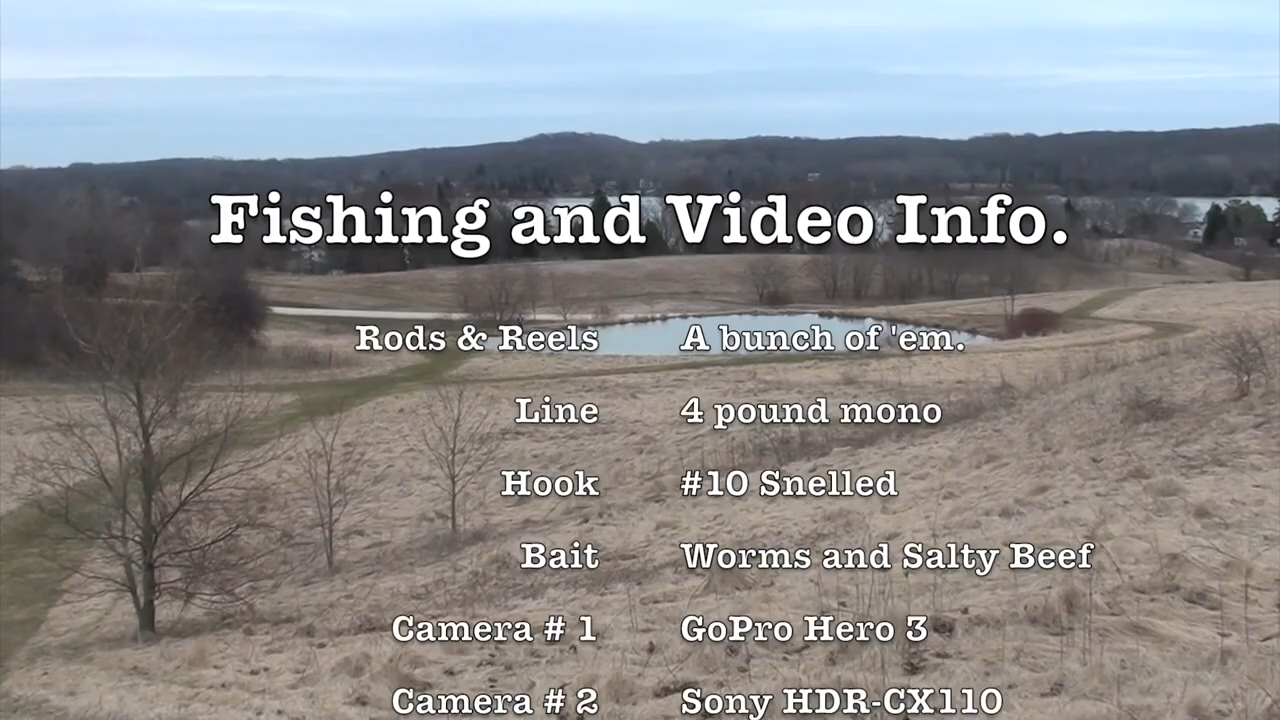 Fishing and Video Info.
Rods & Reels A bunch of 'em.
Line 4 pound mono
Hook #10 Snelled
Bait Worms and Salty Beef
Camera # 1 GoPro Hero 3
Camera # 2 Sony HDR-CX110